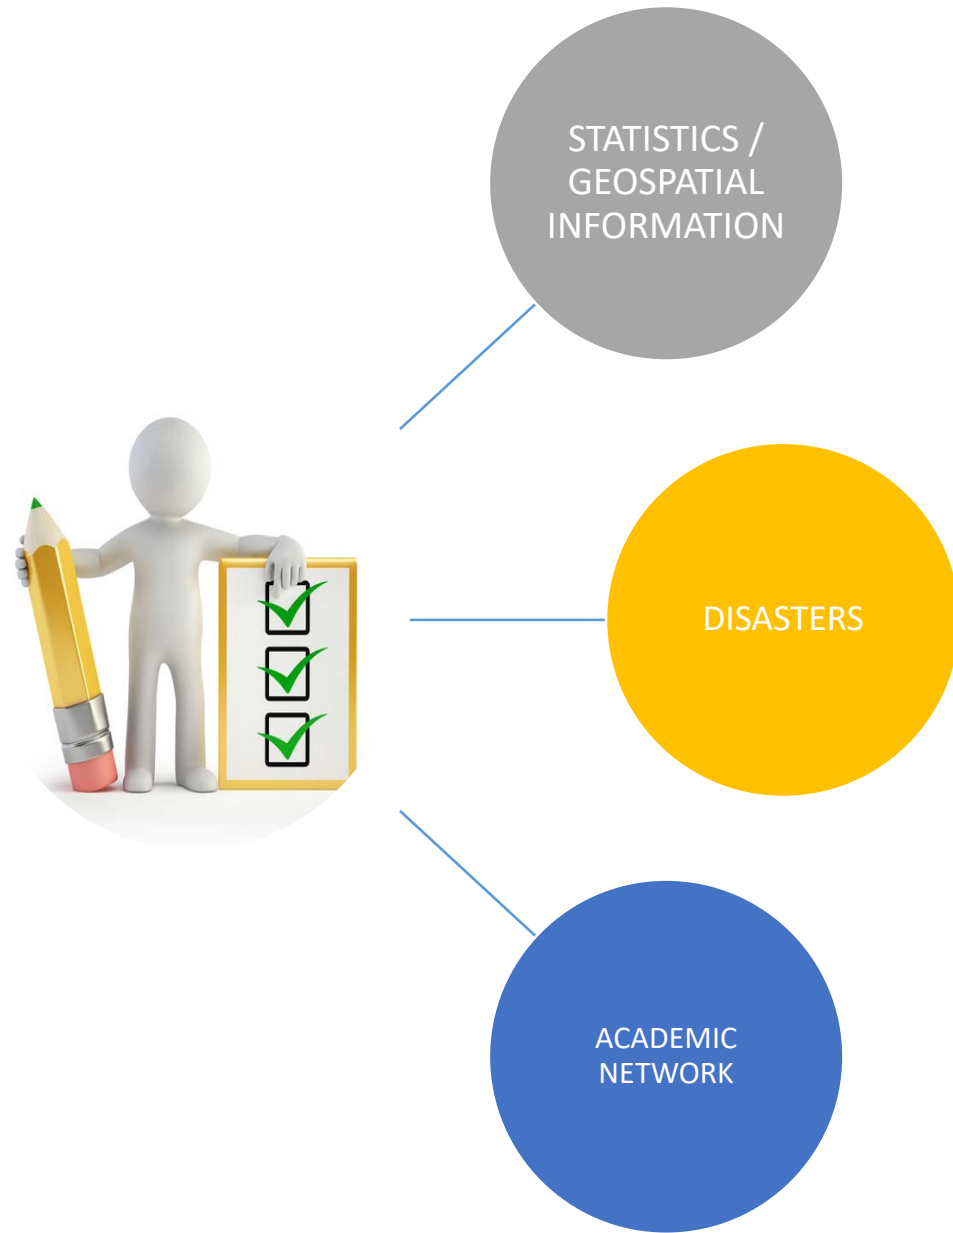 STATISTICS /
GEOSPATIAL
INFORMATION
DISASTERS
ACADEMIC
NETWORK